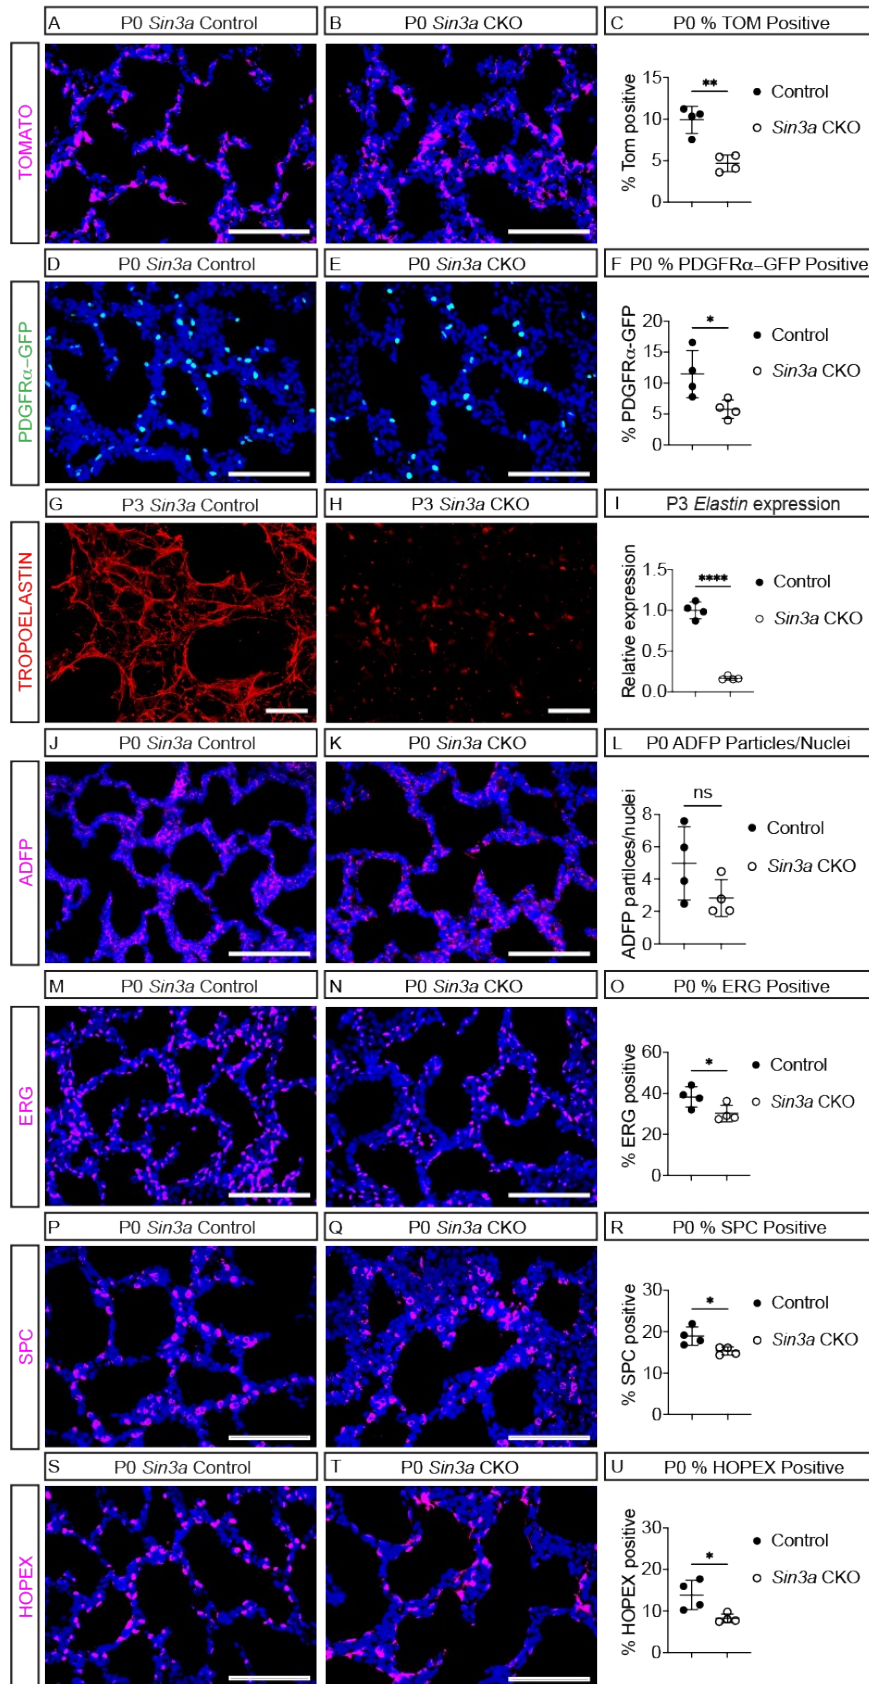 A P0 Sin3a Control
B P0 Sin3a CKO
C P0 % TOM Positive
TOMATO
% Tom positive
15
10
5
0
**
Control
Sin3a CKO
D P0 Sin3a Control
E P0 Sin3a CKO
F P0 % PDGFRα–GFP Positive
PDGFRα–GFP
% PDGFRα-GFP
20
15
10
5
0
*
Control
Sin3a CKO
G P3 Sin3a Control
H P3 Sin3a CKO
I P3 Elastin expression
TROPOELASTIN
Relative expression
1.5
1.0
0.5
0.0
****
Control
Sin3a CKO
J P0 Sin3a Control
K P0 Sin3a CKO
L P0 ADFP Particles/Nuclei
ADFP
ADFP partilces/nuclei
8
6
4
2
0
ns
Control
Sin3a CKO
M P0 Sin3a Control
N P0 Sin3a CKO
O P0 % ERG Positive
ERG
% ERG positive
60
40
20
0
*
Control
Sin3a CKO
P P0 Sin3a Control
Q P0 Sin3a CKO
R P0 % SPC Positive
SPC
% SPC positive
30
20
10
0
*
Control
Sin3a CKO
S P0 Sin3a Control
T P0 Sin3a CKO
U P0 % HOPEX Positive
HOPEX
% HOPEX positive
30
20
10
0
*
Control
Sin3a CKO